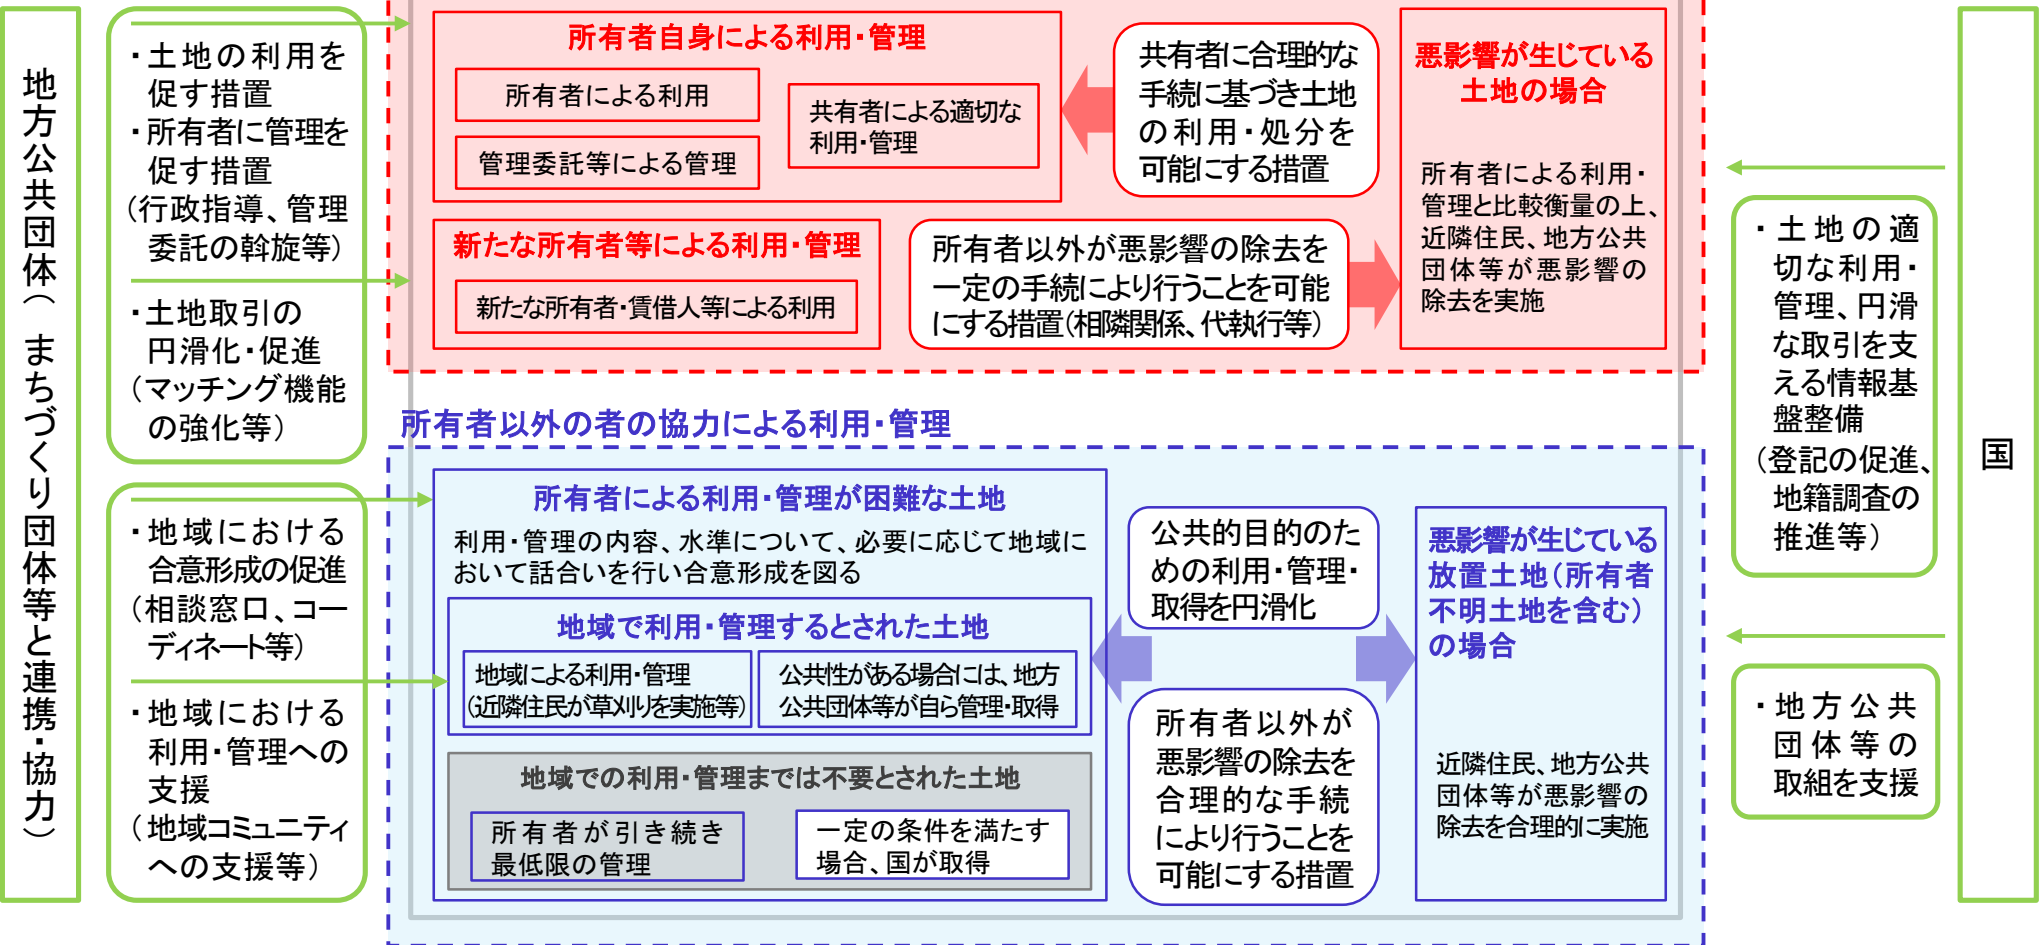 地方公共団体（まちづくり団体等と連携・協力）
・土地の利用を
促す措置
・所有者に管理を
促す措置
（行政指導、管理
委託の斡旋等）
・土地取引の
円滑化・促進
（マッチング機能
の強化等）
・地域における
合意形成の促進
（相談窓口、コー
ディネート等）
・地域における
利用・管理への
支援
（地域コミュニティ
への支援等）
所有者自身による利用・管理
所有者による利用
管理委託等による管理
共有者による適切な
利用・管理
共有者に合理的な
手続に基づき土地
の利用・処分を
可能にする措置
新たな所有者等による利用・管理
新たな所有者・賃借人等による利用
所有者以外が悪影響の除去を
一定の手続により行うことを可能
にする措置（相隣関係、代執行等）
悪影響が生じている
土地の場合
所有者による利用・
管理と比較衡量の上、
近隣住民、地方公共
団体等が悪影響の
除去を実施
所有者以外の者の協力による利用・管理
所有者による利用・管理が困難な土地
利用・管理の内容、水準について、必要に応じて地域に
おいて話合いを行い合意形成を図る
地域で利用・管理するとされた土地
地域による利用・管理
（近隣住民が草刈りを実施等）
公共性がある場合には、地方
公共団体等が自ら管理・取得
地域での利用・管理までは不要とされた土地
所有者が引き続き
最低限の管理
一定の条件を満たす
場合、国が取得
公共的目的のた
めの利用・管理・
取得を円滑化
所有者以外が
悪影響の除去を
合理的な手続
により行うことを
可能にする措置
悪影響が生じている
放置土地（所有者
不明土地を含む）
の場合
近隣住民、地方公共
団体等が悪影響の
除去を合理的に実施
・土地の適
切な利用・
管理、円滑
な取引を支
える情報基
盤整備
（登記の促進、
地籍調査の
推進等）
・地方公共
団体等の
取組を支援
国